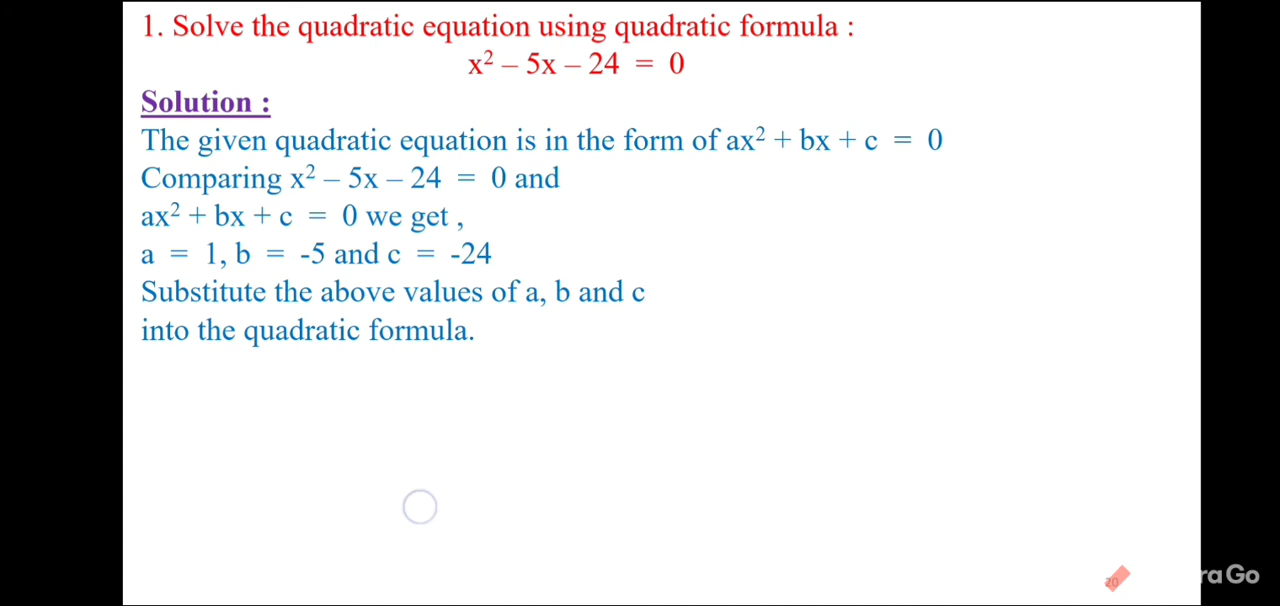 1. Solve the quadratic equation using quadratic formula :
x² – 5x – 24 = 0
Solution :
The given quadratic equation is in the form of ax² + bx + c = 0
Comparing x² – 5x – 24 = 0 and
ax² + bx + c = 0 we get ,
a = 1, b = -5 and c = -24
Substitute the above values of a, b and c
into the quadratic formula.
20
raGo